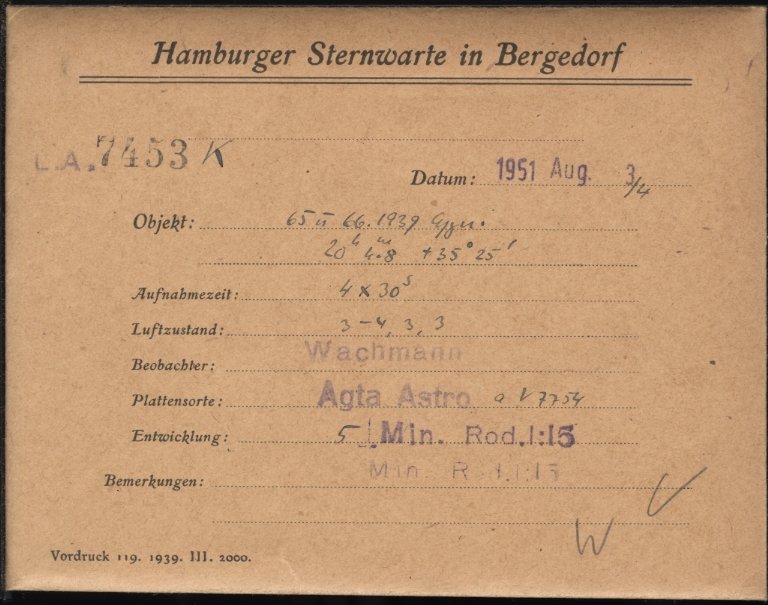 Hamburger Sternwarte in Bergedorf
L.A. 7453 K
Datum: 1951 Aug. 3/4
Objekt: 65 u 66.1939 Cygni
20h 4m.8 +35° 25'
Aufnahmezeit: 4 x 30s
Luftzustand: 3-4, 3, 3
Beobachter: Wachmann
Plattensorte: Agfa Astro a V 7754
Entwicklung: 5 Min. Rod. 1:15
Min. R 1:15
Bemerkungen:
W
Vordruck 119. 1939. III. 2000.